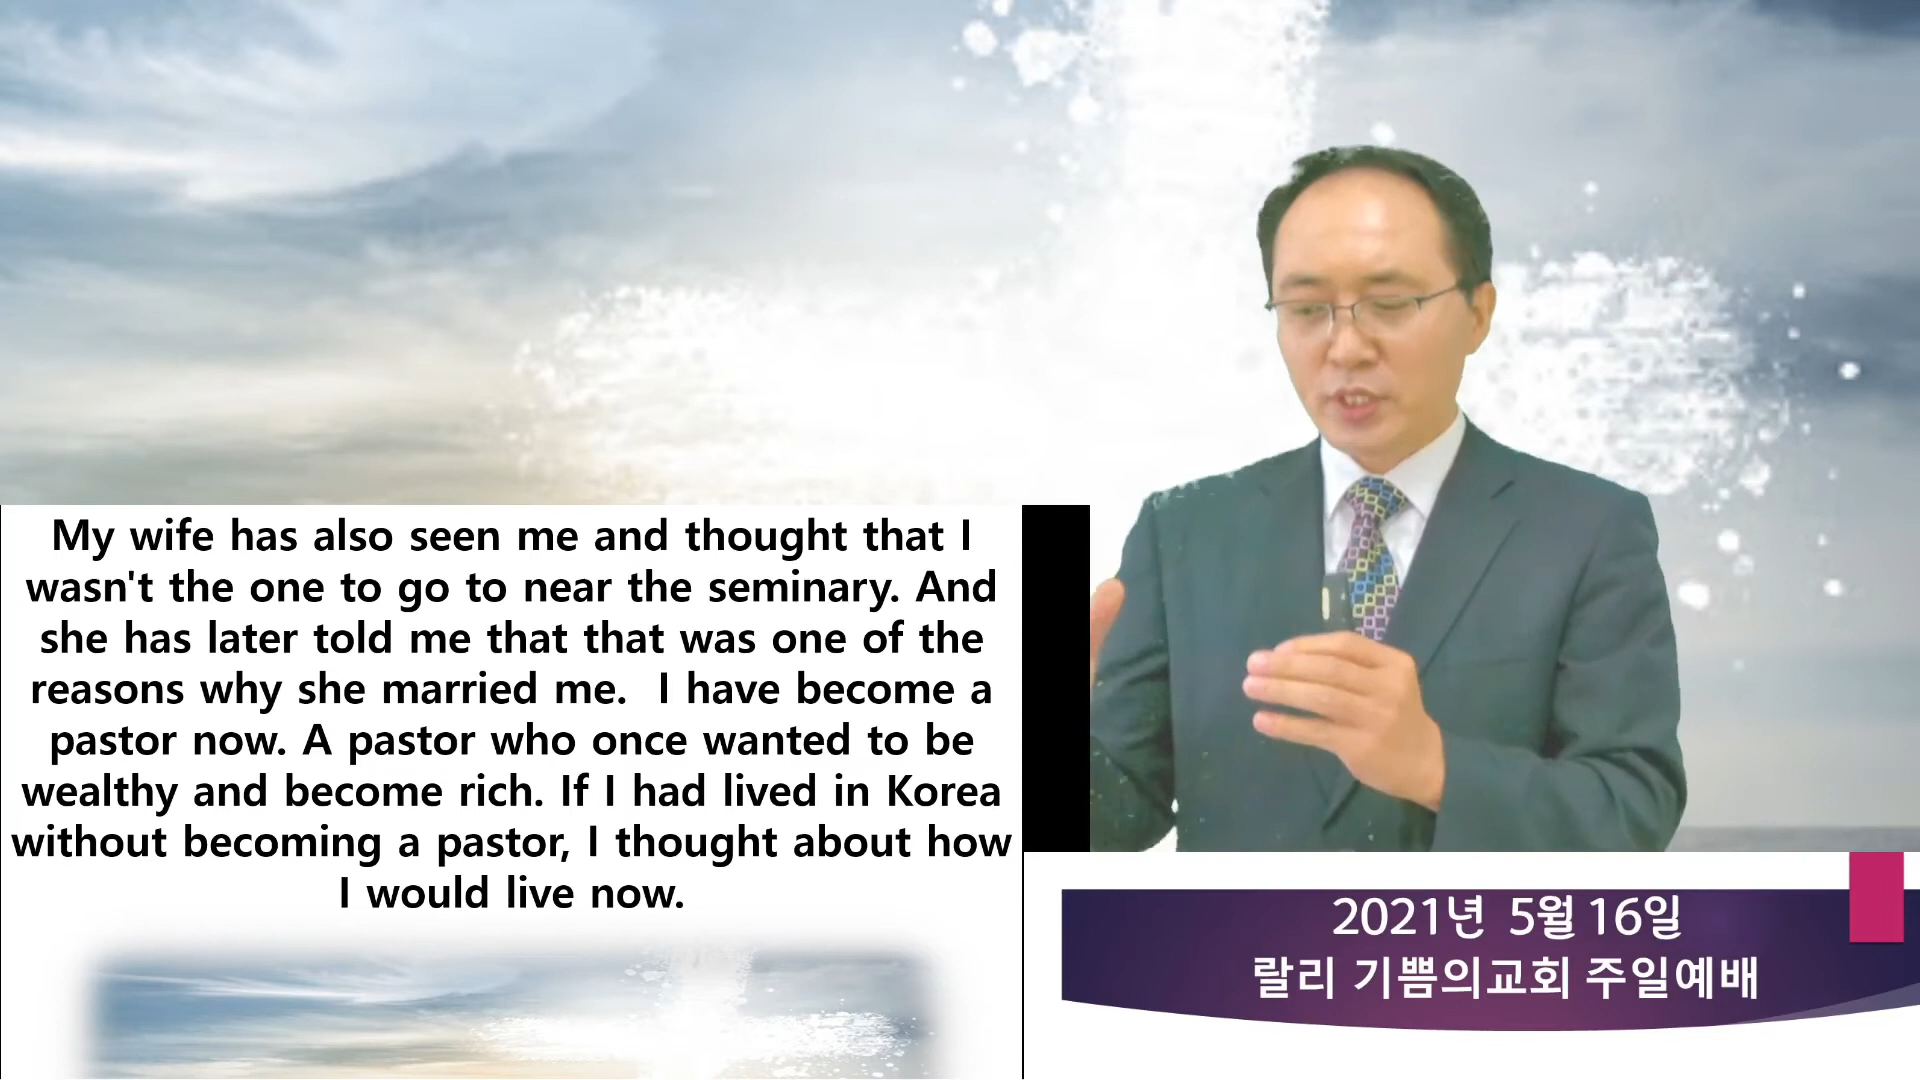 My wife has also seen me and thought that I
wasn't the one to go to near the seminary. And
she has later told me that that was one of the
reasons why she married me.  I have become a
pastor now. A pastor who once wanted to be
wealthy and become rich. If I had lived in Korea
without becoming a pastor, I thought about how
I would live now.
2021년  5월 16일
랄리 기쁨의교회 주일예배